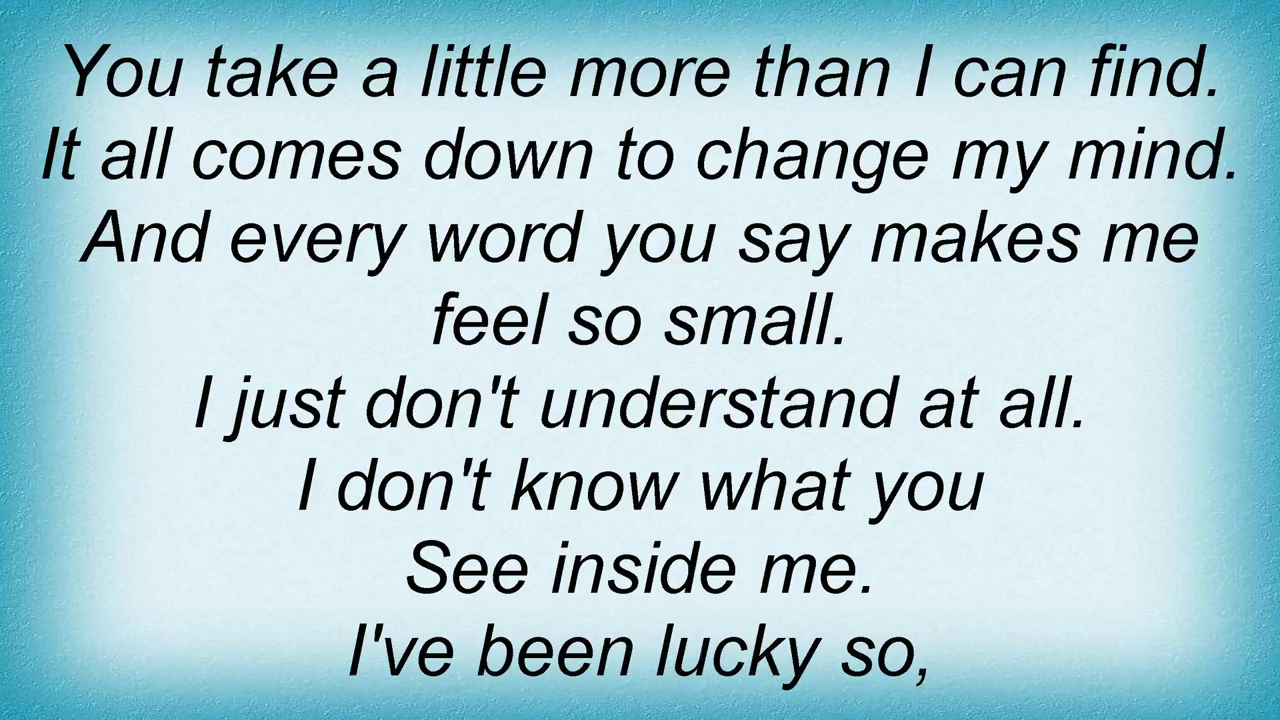 You take a little more than I can find.
It all comes down to change my mind.
And every word you say makes me
feel so small.
I just don't understand at all.
I don't know what you
See inside me.
I've been lucky so,